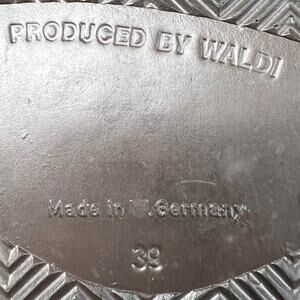 PRODUCED BY WALDI
Made in W.Germany
39